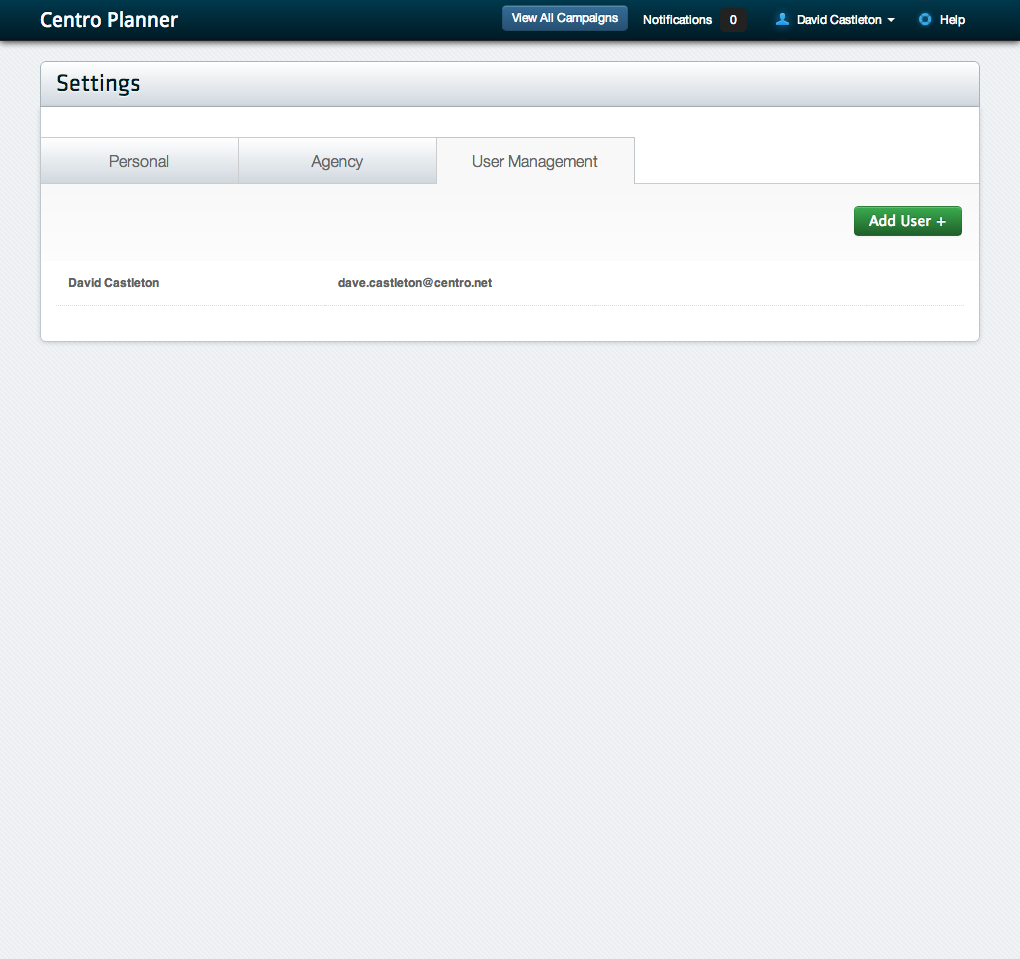 Centro Planner
View All Campaigns
Notifications 0
David Castleton
Help
Settings
Personal
Agency
User Management
Add User +
David Castleton
dave.castleton@centro.net